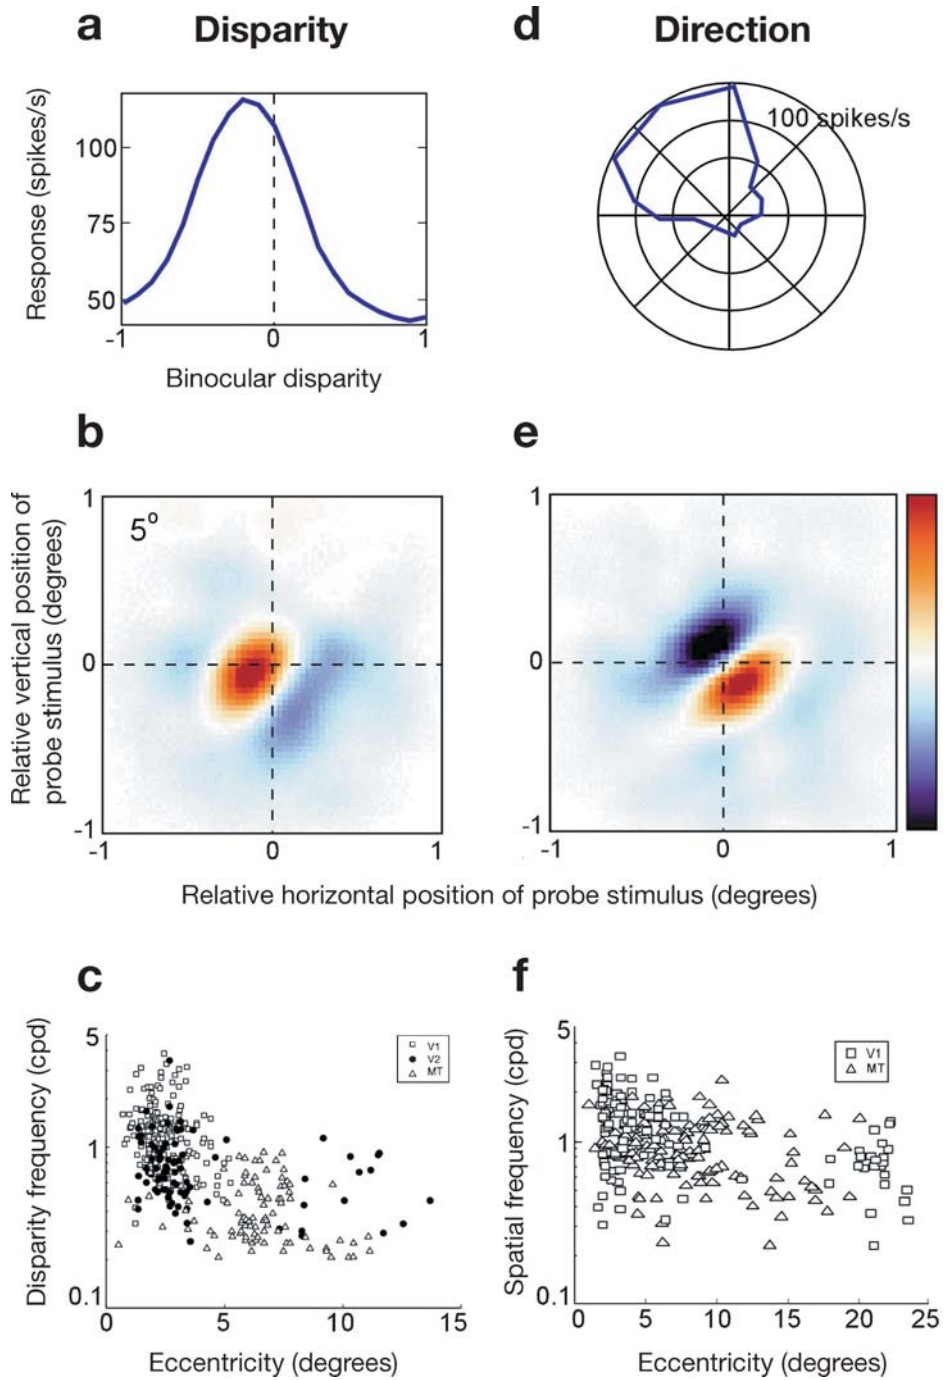 a Disparity
Response (spikes/s)
100
75
50
-1 0 1
Binocular disparity
d Direction
100 spikes/s
b
Relative vertical position of
probe stimulus (degrees)
5°
1
0
-1
-1 0 1
e
1
0
-1
-1 0 1
Relative horizontal position of probe stimulus (degrees)
c
Disparity frequency (cpd)
5
1
0.1
0 5 10 15
Eccentricity (degrees)
V1
V2
MT
f
Spatial frequency (cpd)
5
1
0.1
0 5 10 15 20 25
Eccentricity (degrees)
V1
MT